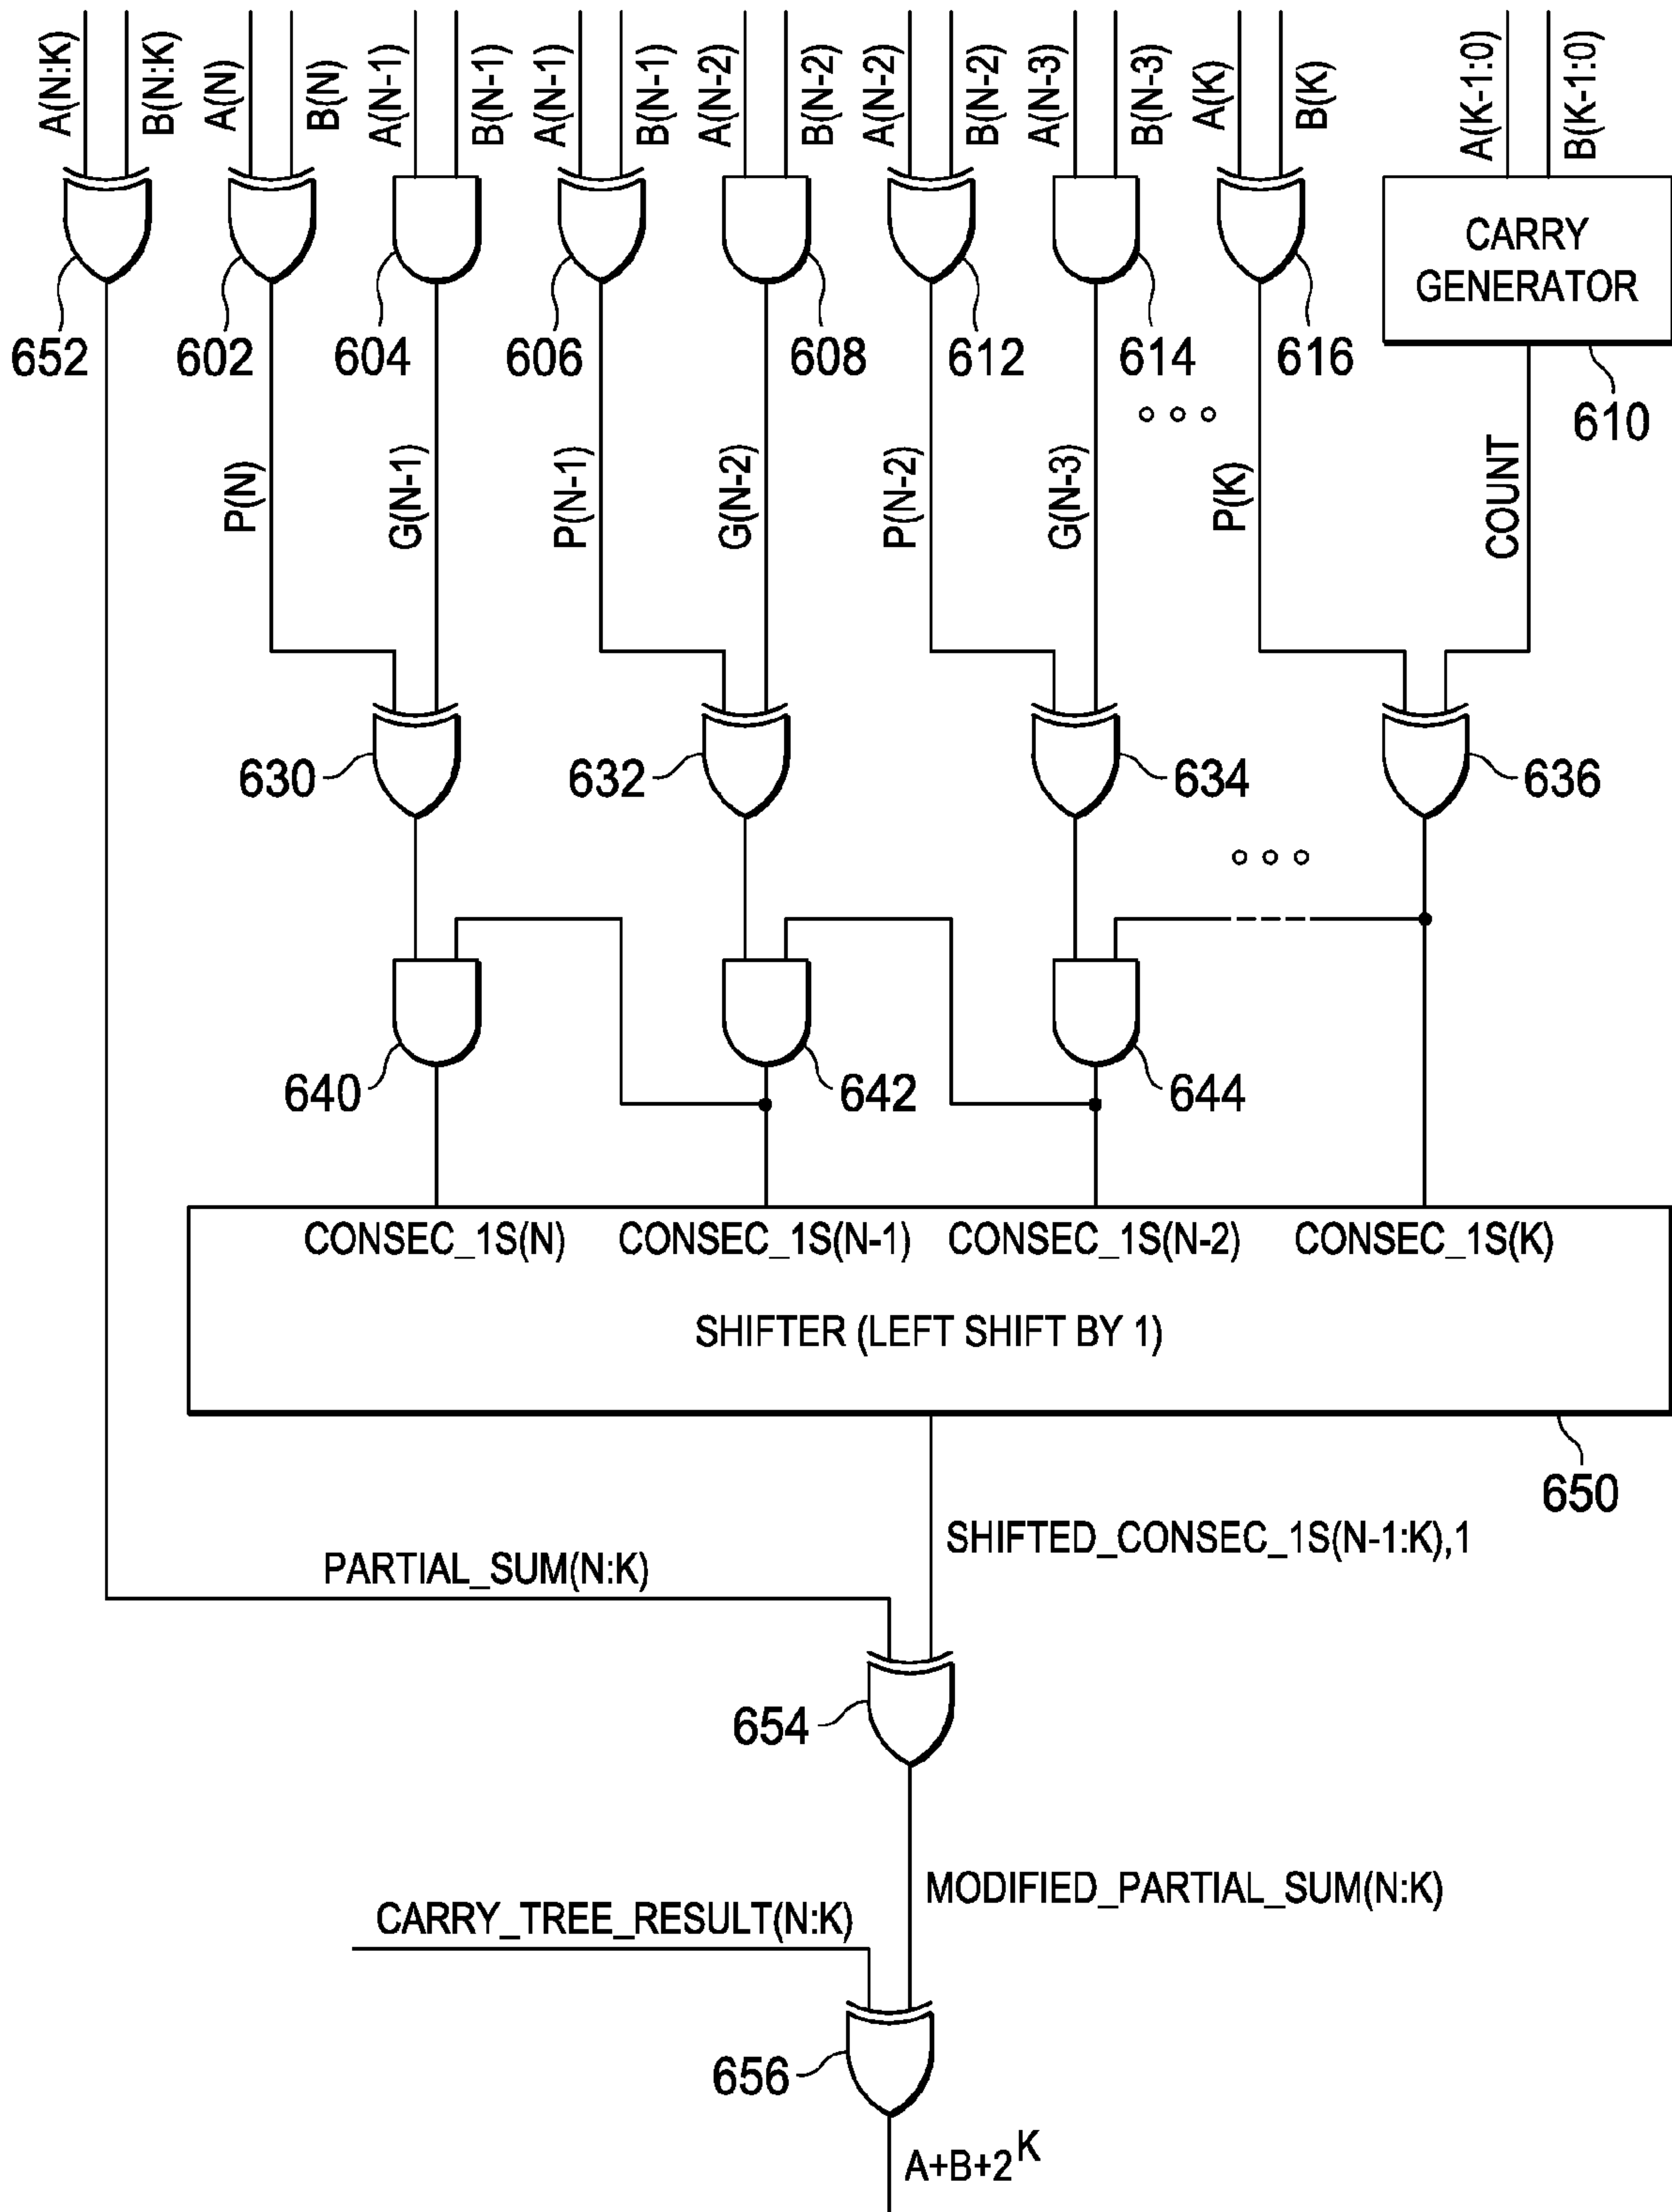 A(N:K)
B(N:K)
A(N)
B(N)
A(N-1)
B(N-1)
A(N-1)
B(N-1)
A(N-2)
B(N-2)
A(N-2)
B(N-2)
A(N-3)
B(N-3)
A(K)
B(K)
A(K-1:0)
B(K-1:0)
CARRY
GENERATOR
652
602
604
606
608
612
614
616
610
P(N)
G(N-1)
P(N-1)
G(N-2)
P(N-2)
G(N-3)
P(K)
COUNT
630
632
634
636
640
642
644
CONSEC_1S(N)
CONSEC_1S(N-1)
CONSEC_1S(N-2)
CONSEC_1S(K)
SHIFTER (LEFT SHIFT BY 1)
650
SHIFTED_CONSEC_1S(N-1:K),1
PARTIAL_SUM(N:K)
654
MODIFIED_PARTIAL_SUM(N:K)
CARRY_TREE_RESULT(N:K)
656
A+B+2^K